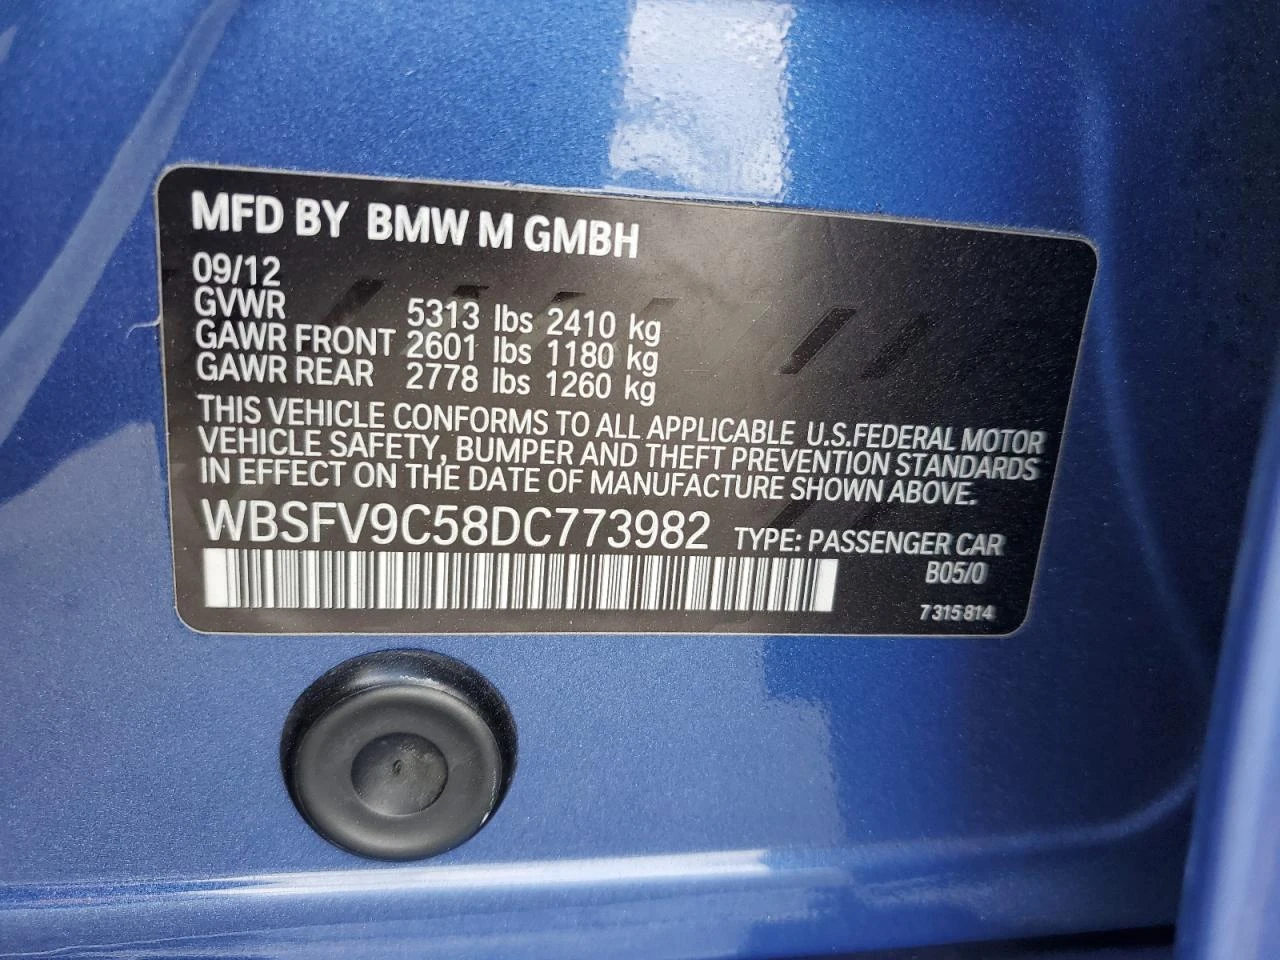 MFD BY BMW M GMBH
09/12
GVWR 5313 lbs 2410 kg
GAWR FRONT 2601 lbs 1180 kg
GAWR REAR 2778 lbs 1260 kg
THIS VEHICLE CONFORMS TO ALL APPLICABLE U.S.FEDERAL MOTOR
VEHICLE SAFETY, BUMPER AND THEFT PREVENTION STANDARDS
IN EFFECT ON THE DATE OF MANUFACTURE SHOWN ABOVE.
WBSFV9C58DC773982 TYPE: PASSENGER CAR
B05/0
7 315 814